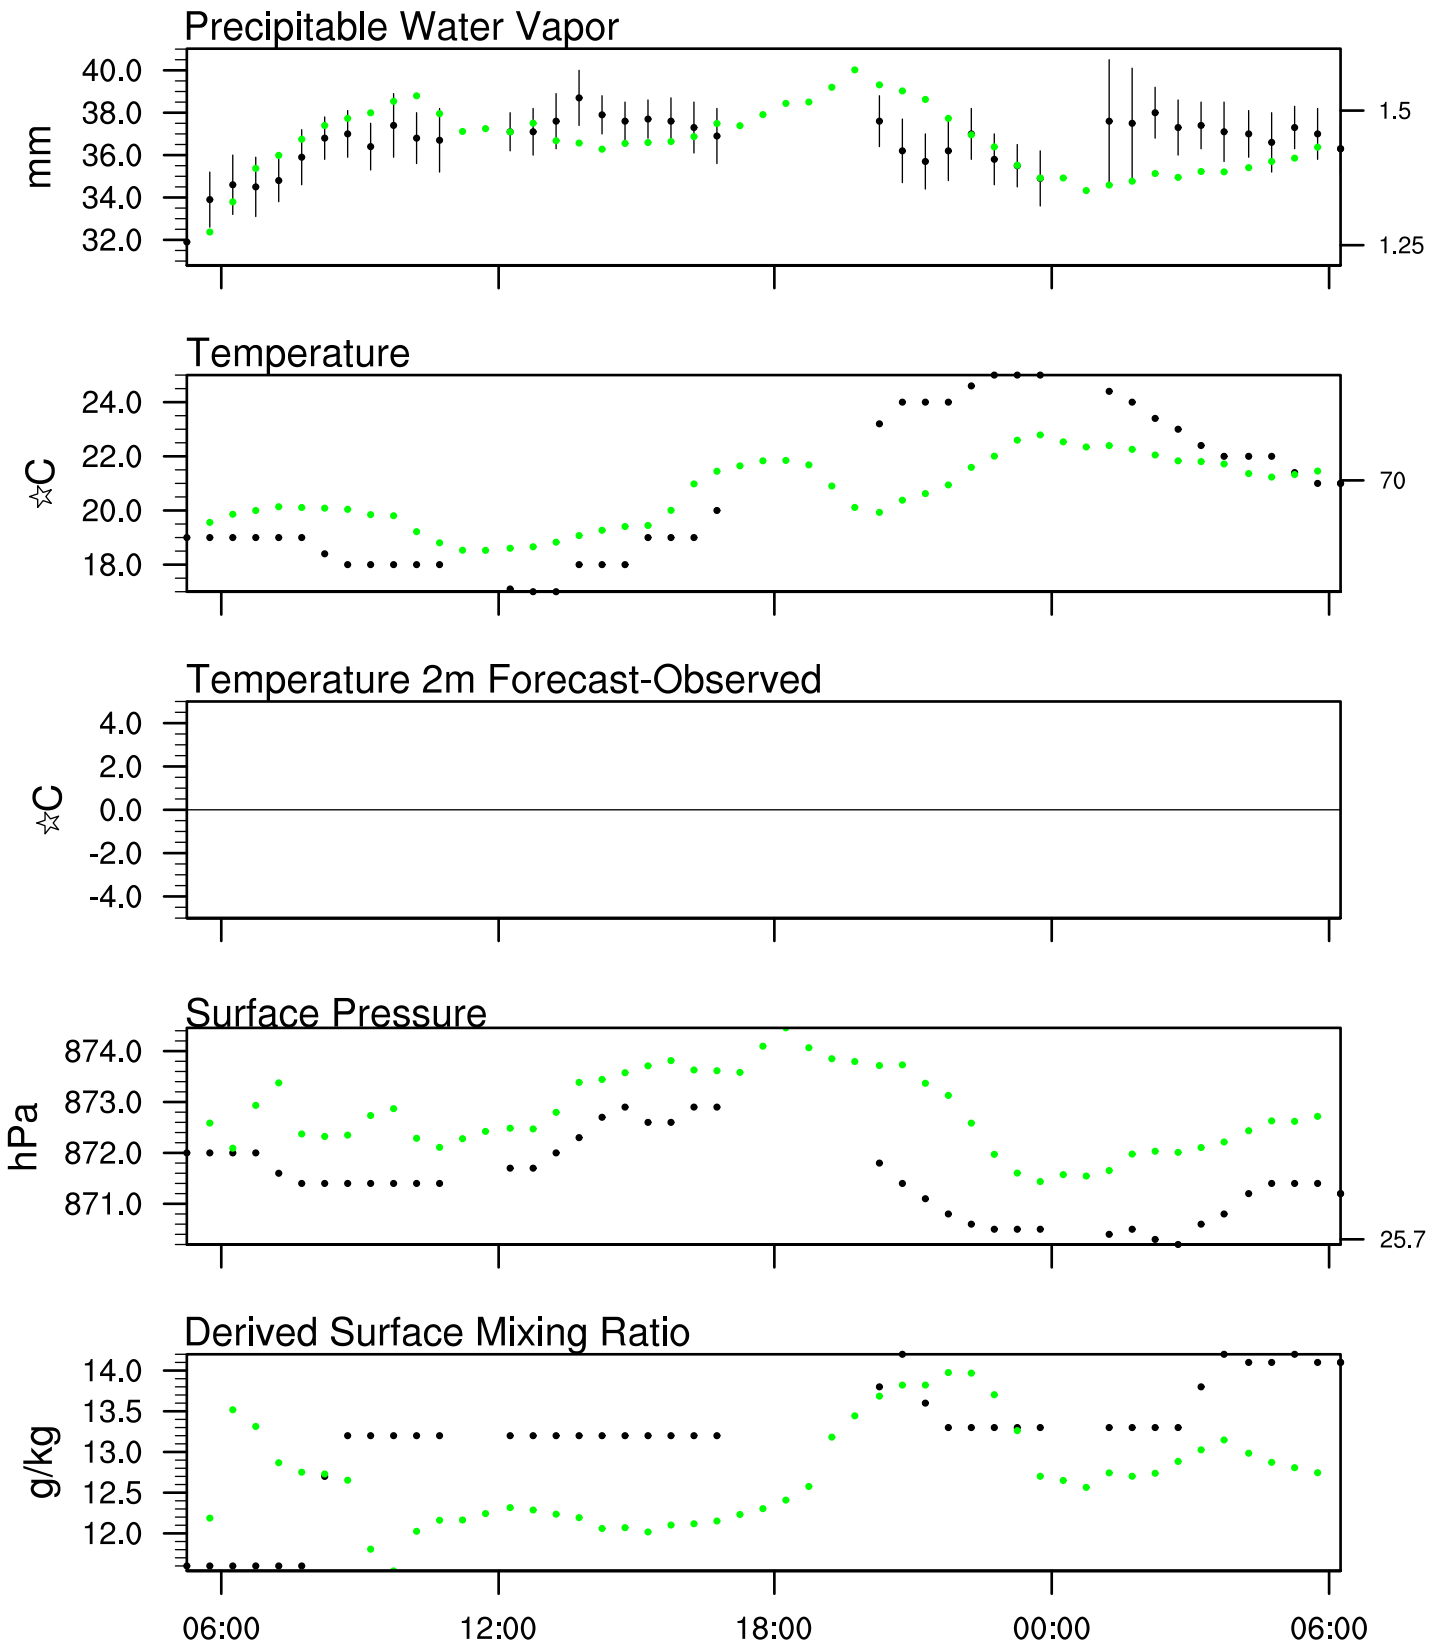 Precipitable Water Vapor
40.0
38.0
36.0
34.0
32.0
mm
1.5
1.25
Temperature
24.0
22.0
20.0
18.0
☆C
70
Temperature 2m Forecast-Observed
4.0
2.0
0.0
-2.0
-4.0
☆C
Surface Pressure
874.0
873.0
872.0
871.0
hPa
25.7
Derived Surface Mixing Ratio
14.0
13.5
13.0
12.5
12.0
g/kg
06:00 12:00 18:00 00:00 06:00